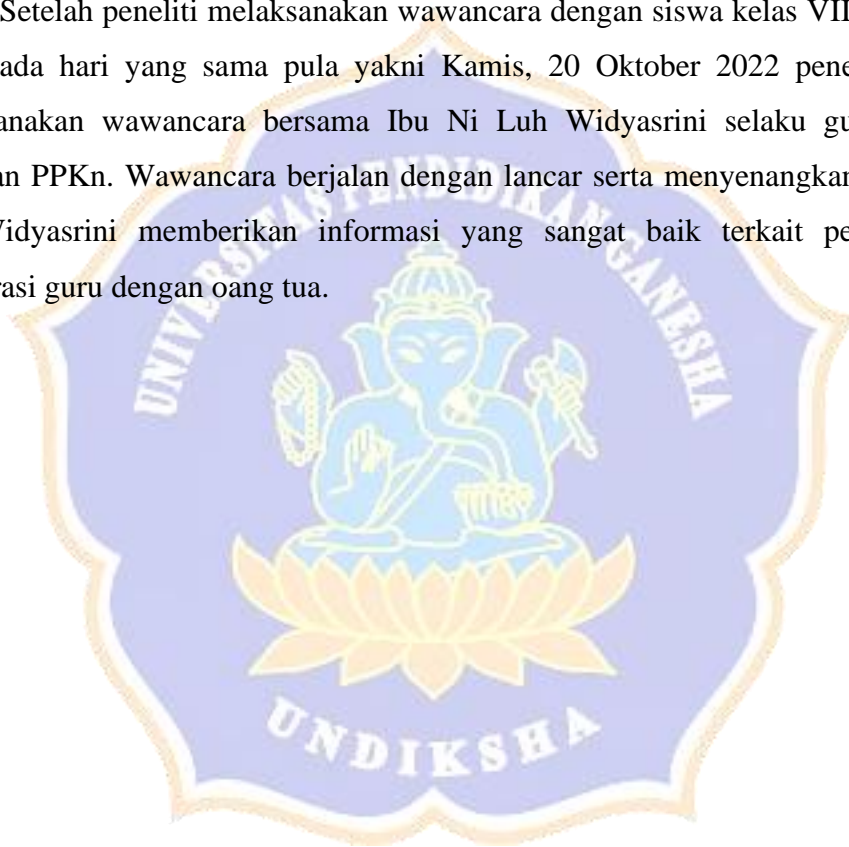 Setelah peneliti melaksanakan wawancara dengan siswa kelas VII
ada hari yang sama pula yakni Kamis, 20 Oktober 2022 pene
anakan wawancara bersama Ibu Ni Luh Widyasrini selaku gu
an PPKn. Wawancara berjalan dengan lancar serta menyenangkan
Vidyasrini memberikan informasi yang sangat baik terkait pe
rasi guru dengan oang tua.
UNIVERSITAS PENDIDIKAN GANESHA
UNDIKSHA